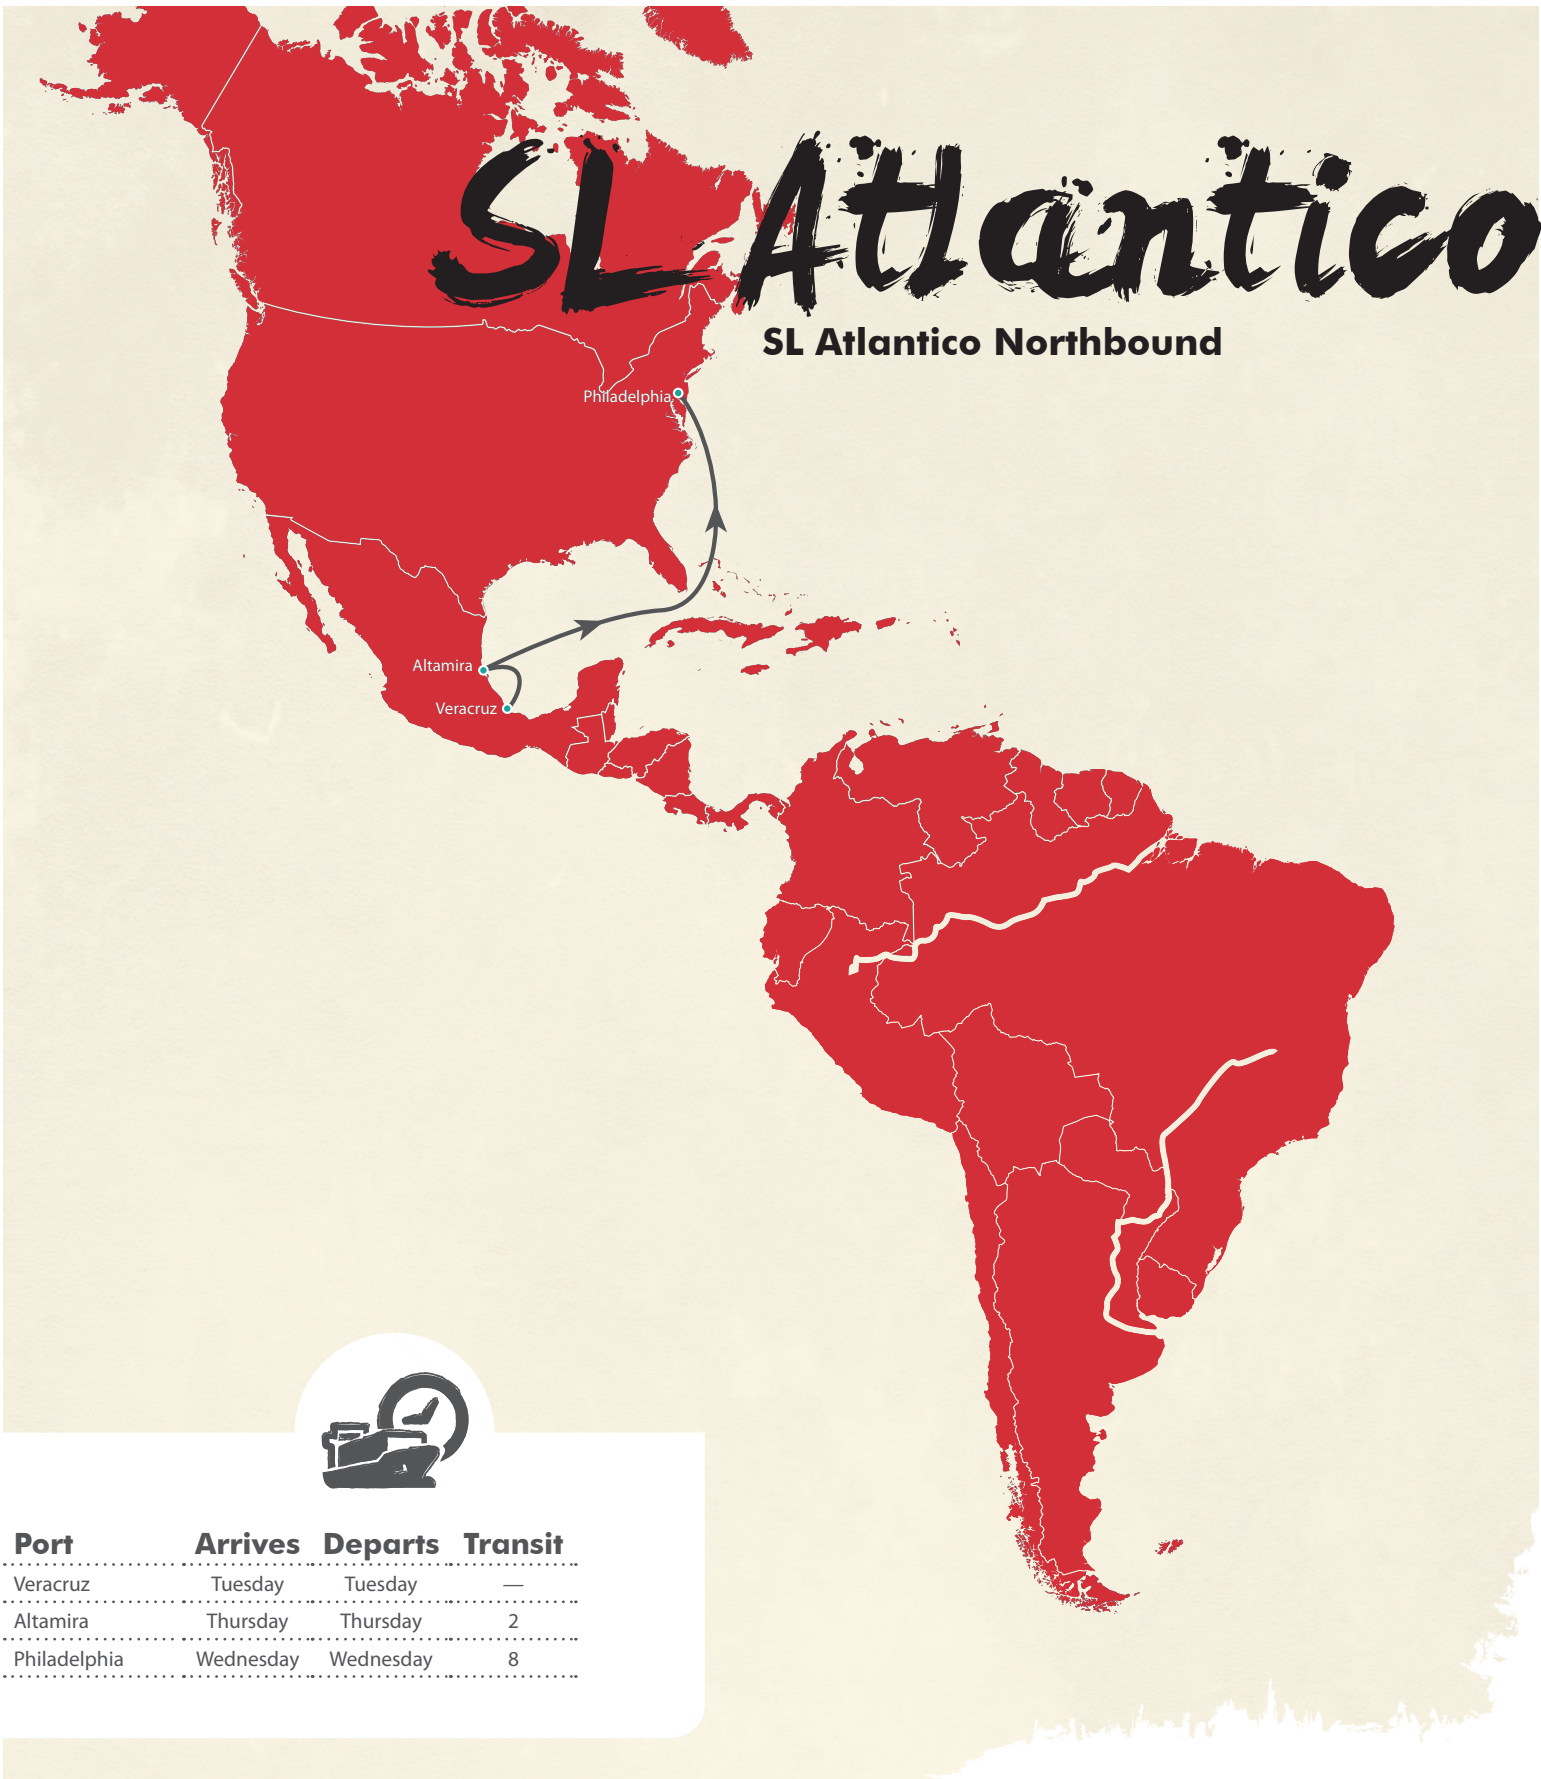 SL Atlantico
SL Atlantico Northbound
Philadelphia
Altamira
Veracruz
Port Arrives Departs Transit
Veracruz Tuesday Tuesday —
Altamira Thursday Thursday 2
Philadelphia Wednesday Wednesday 8